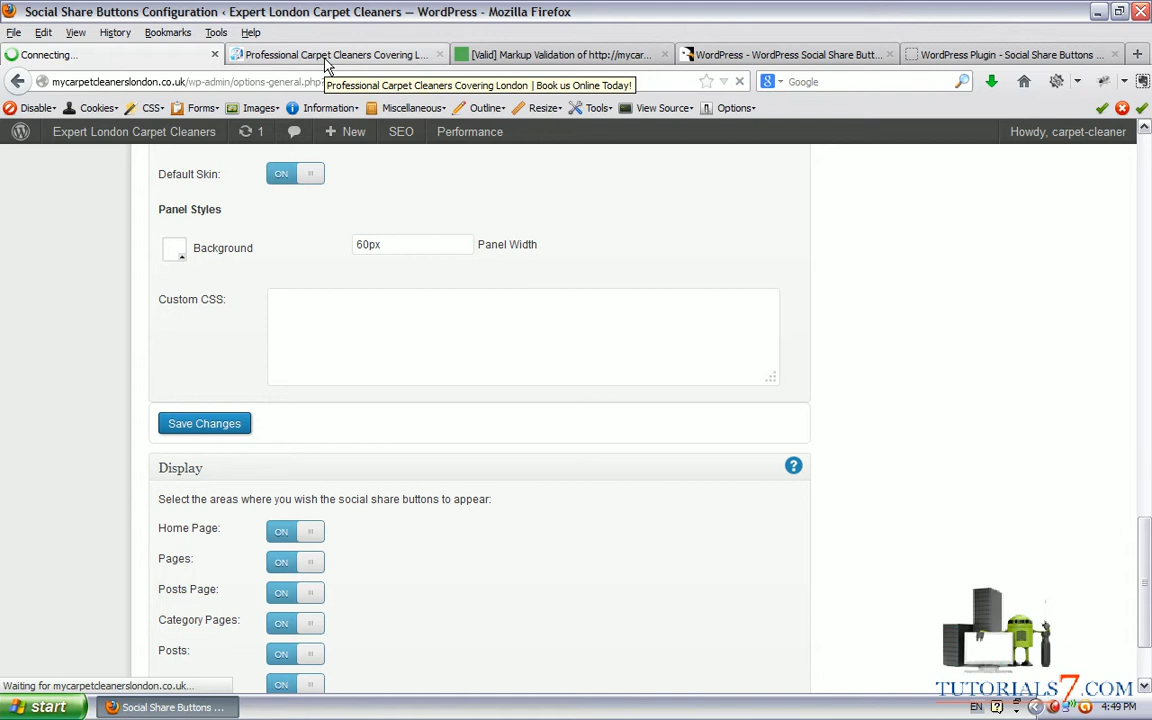 Social Share Buttons Configuration ‹ Expert London Carpet Cleaners — WordPress - Mozilla Firefox
File Edit View History Bookmarks Tools Help
Connecting... Professional Carpet Cleaners Covering L... [Valid] Markup Validation of http://mycar... WordPress - WordPress Social Share But... WordPress Plugin - Social Share Buttons ...
mycarpetcleanerslondon.co.uk/wp-admin/options-general.php? Google
Professional Carpet Cleaners Covering London | Book us Online Today!
Disable Cookies CSS Forms Images Information Miscellaneous Outline Resize Tools View Source Options
Expert London Carpet Cleaners 1 New SEO Performance Howdy, carpet-cleaner
Default Skin: ON
Panel Styles
Background 60px Panel Width
Custom CSS:
Save Changes
Display ?
Select the areas where you wish the social share buttons to appear:
Home Page: ON
Pages: ON
Posts Page: ON
Category Pages: ON
Posts: ON
ON
Waiting for mycarpetcleanerslondon.co.uk...
TUTORIALS7.COM
start Social Share Buttons ... EN 4:49 PM